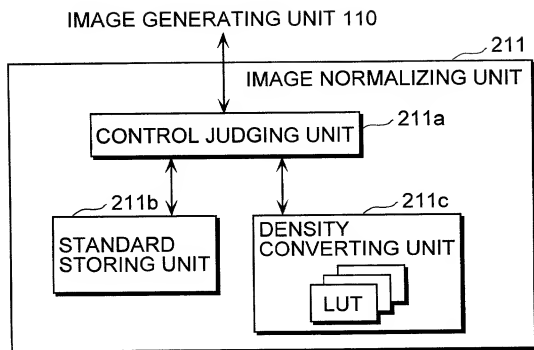 IMAGE GENERATING UNIT 110
211
IMAGE NORMALIZING UNIT
CONTROL JUDGING UNIT
211a
211b
211c
STANDARD
STORING UNIT
DENSITY
CONVERTING UNIT
LUT